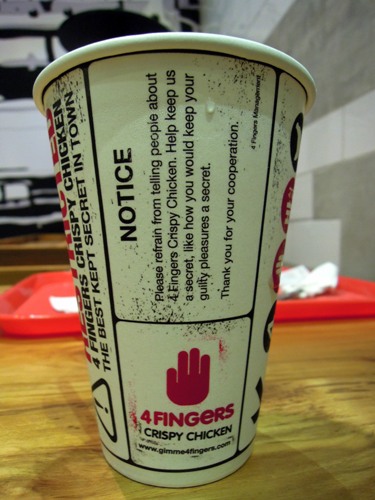 4 FINGERS CRISPY CHICKEN
THE BEST KEPT SECRET IN TOWN
NOTICE
Please refrain from telling people about
4 Fingers Crispy Chicken. Help keep us
a secret, like how you would keep your
guilty pleasures a secret.
Thank you for your cooperation.
4 Fingers Management
4FINGERS
CRISPY CHICKEN
www.gimme4fingers.com